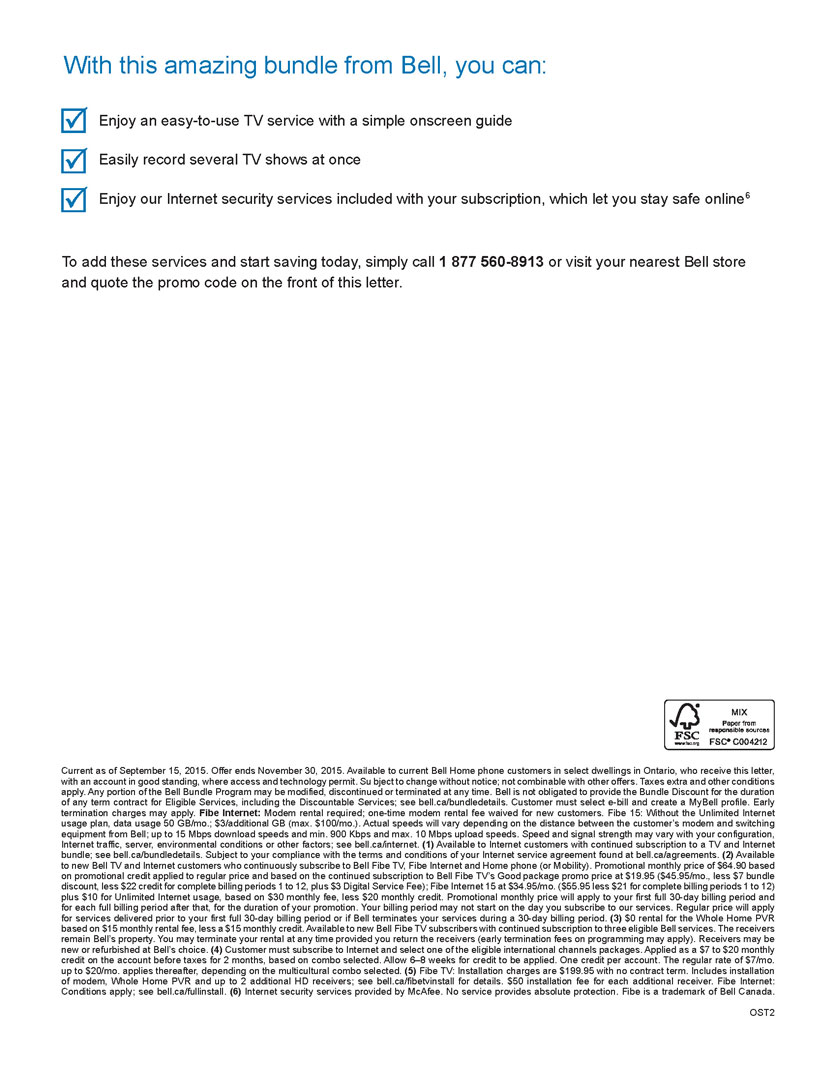 With this amazing bundle from Bell, you can:
Enjoy an easy-to-use TV service with a simple onscreen guide
Easily record several TV shows at once
Enjoy our Internet security services included with your subscription, which let you stay safe online6
To add these services and start saving today, simply call 1 877 560-8913 or visit your nearest Bell store
and quote the promo code on the front of this letter.
FSC
www.fsc.org
MIX
Paper from
responsible sources
FSC® C004212
Current as of September 15, 2015. Offer ends November 30, 2015. Available to current Bell Home phone customers in select dwellings in Ontario, who receive this letter,
with an account in good standing, where access and technology permit. Su bject to change without notice; not combinable with other offers. Taxes extra and other conditions
apply. Any portion of the Bell Bundle Program may be modified, discontinued or terminated at any time. Bell is not obligated to provide the Bundle Discount for the duration
of any term contract for Eligible Services, including the Discountable Services; see bell.ca/bundledetails. Customer must select e-bill and create a MyBell profile. Early
termination charges may apply. Fibe Internet: Modem rental required; one-time modem rental fee waived for new customers. Fibe 15: Without the Unlimited Internet
usage plan, data usage 50 GB/mo.; $3/additional GB (max. $100/mo.). Actual speeds will vary depending on the distance between the customer's modem and switching
equipment from Bell; up to 15 Mbps download speeds and min. 900 Kbps and max. 10 Mbps upload speeds. Speed and signal strength may vary with your configuration,
Internet traffic, server, environmental conditions or other factors; see bell.ca/internet. (1) Available to Internet customers with continued subscription to a TV and Internet
bundle; see bell.ca/bundledetails. Subject to your compliance with the terms and conditions of your Internet service agreement found at bell.ca/agreements. (2) Available
to new Bell TV and Internet customers who continuously subscribe to Bell Fibe TV, Fibe Internet and Home phone (or Mobility). Promotional monthly price of $64.90 based
on promotional credit applied to regular price and based on the continued subscription to Bell Fibe TV's Good package promo price at $19.95 ($45.95/mo., less $7 bundle
discount, less $22 credit for complete billing periods 1 to 12, plus $3 Digital Service Fee); Fibe Internet 15 at $34.95/mo. ($55.95 less $21 for complete billing periods 1 to 12)
plus $10 for Unlimited Internet usage, based on $30 monthly fee, less $20 monthly credit. Promotional monthly price will apply to your first full 30-day billing period and
for each full billing period after that, for the duration of your promotion. Your billing period may not start on the day you subscribe to our services. Regular price will apply
for services delivered prior to your first full 30-day billing period or if Bell terminates your services during a 30-day billing period. (3) $0 rental for the Whole Home PVR
based on $15 monthly rental fee, less a $15 monthly credit. Available to new Bell Fibe TV subscribers with continued subscription to three eligible Bell services. The receivers
remain Bell's property. You may terminate your rental at any time provided you return the receivers (early termination fees on programming may apply). Receivers may be
new or refurbished at Bell's choice. (4) Customer must subscribe to Internet and select one of the eligible international channels packages. Applied as a $7 to $20 monthly
credit on the account before taxes for 2 months, based on combo selected. Allow 6–8 weeks for credit to be applied. One credit per account. The regular rate of $7/mo.
up to $20/mo. applies thereafter, depending on the multicultural combo selected. (5) Fibe TV: Installation charges are $199.95 with no contract term. Includes installation
of modem, Whole Home PVR and up to 2 additional HD receivers; see bell.ca/fibetvinstall for details. $50 installation fee for each additional receiver. Fibe Internet:
Conditions apply; see bell.ca/fullinstall. (6) Internet security services provided by McAfee. No service provides absolute protection. Fibe is a trademark of Bell Canada.
OST2